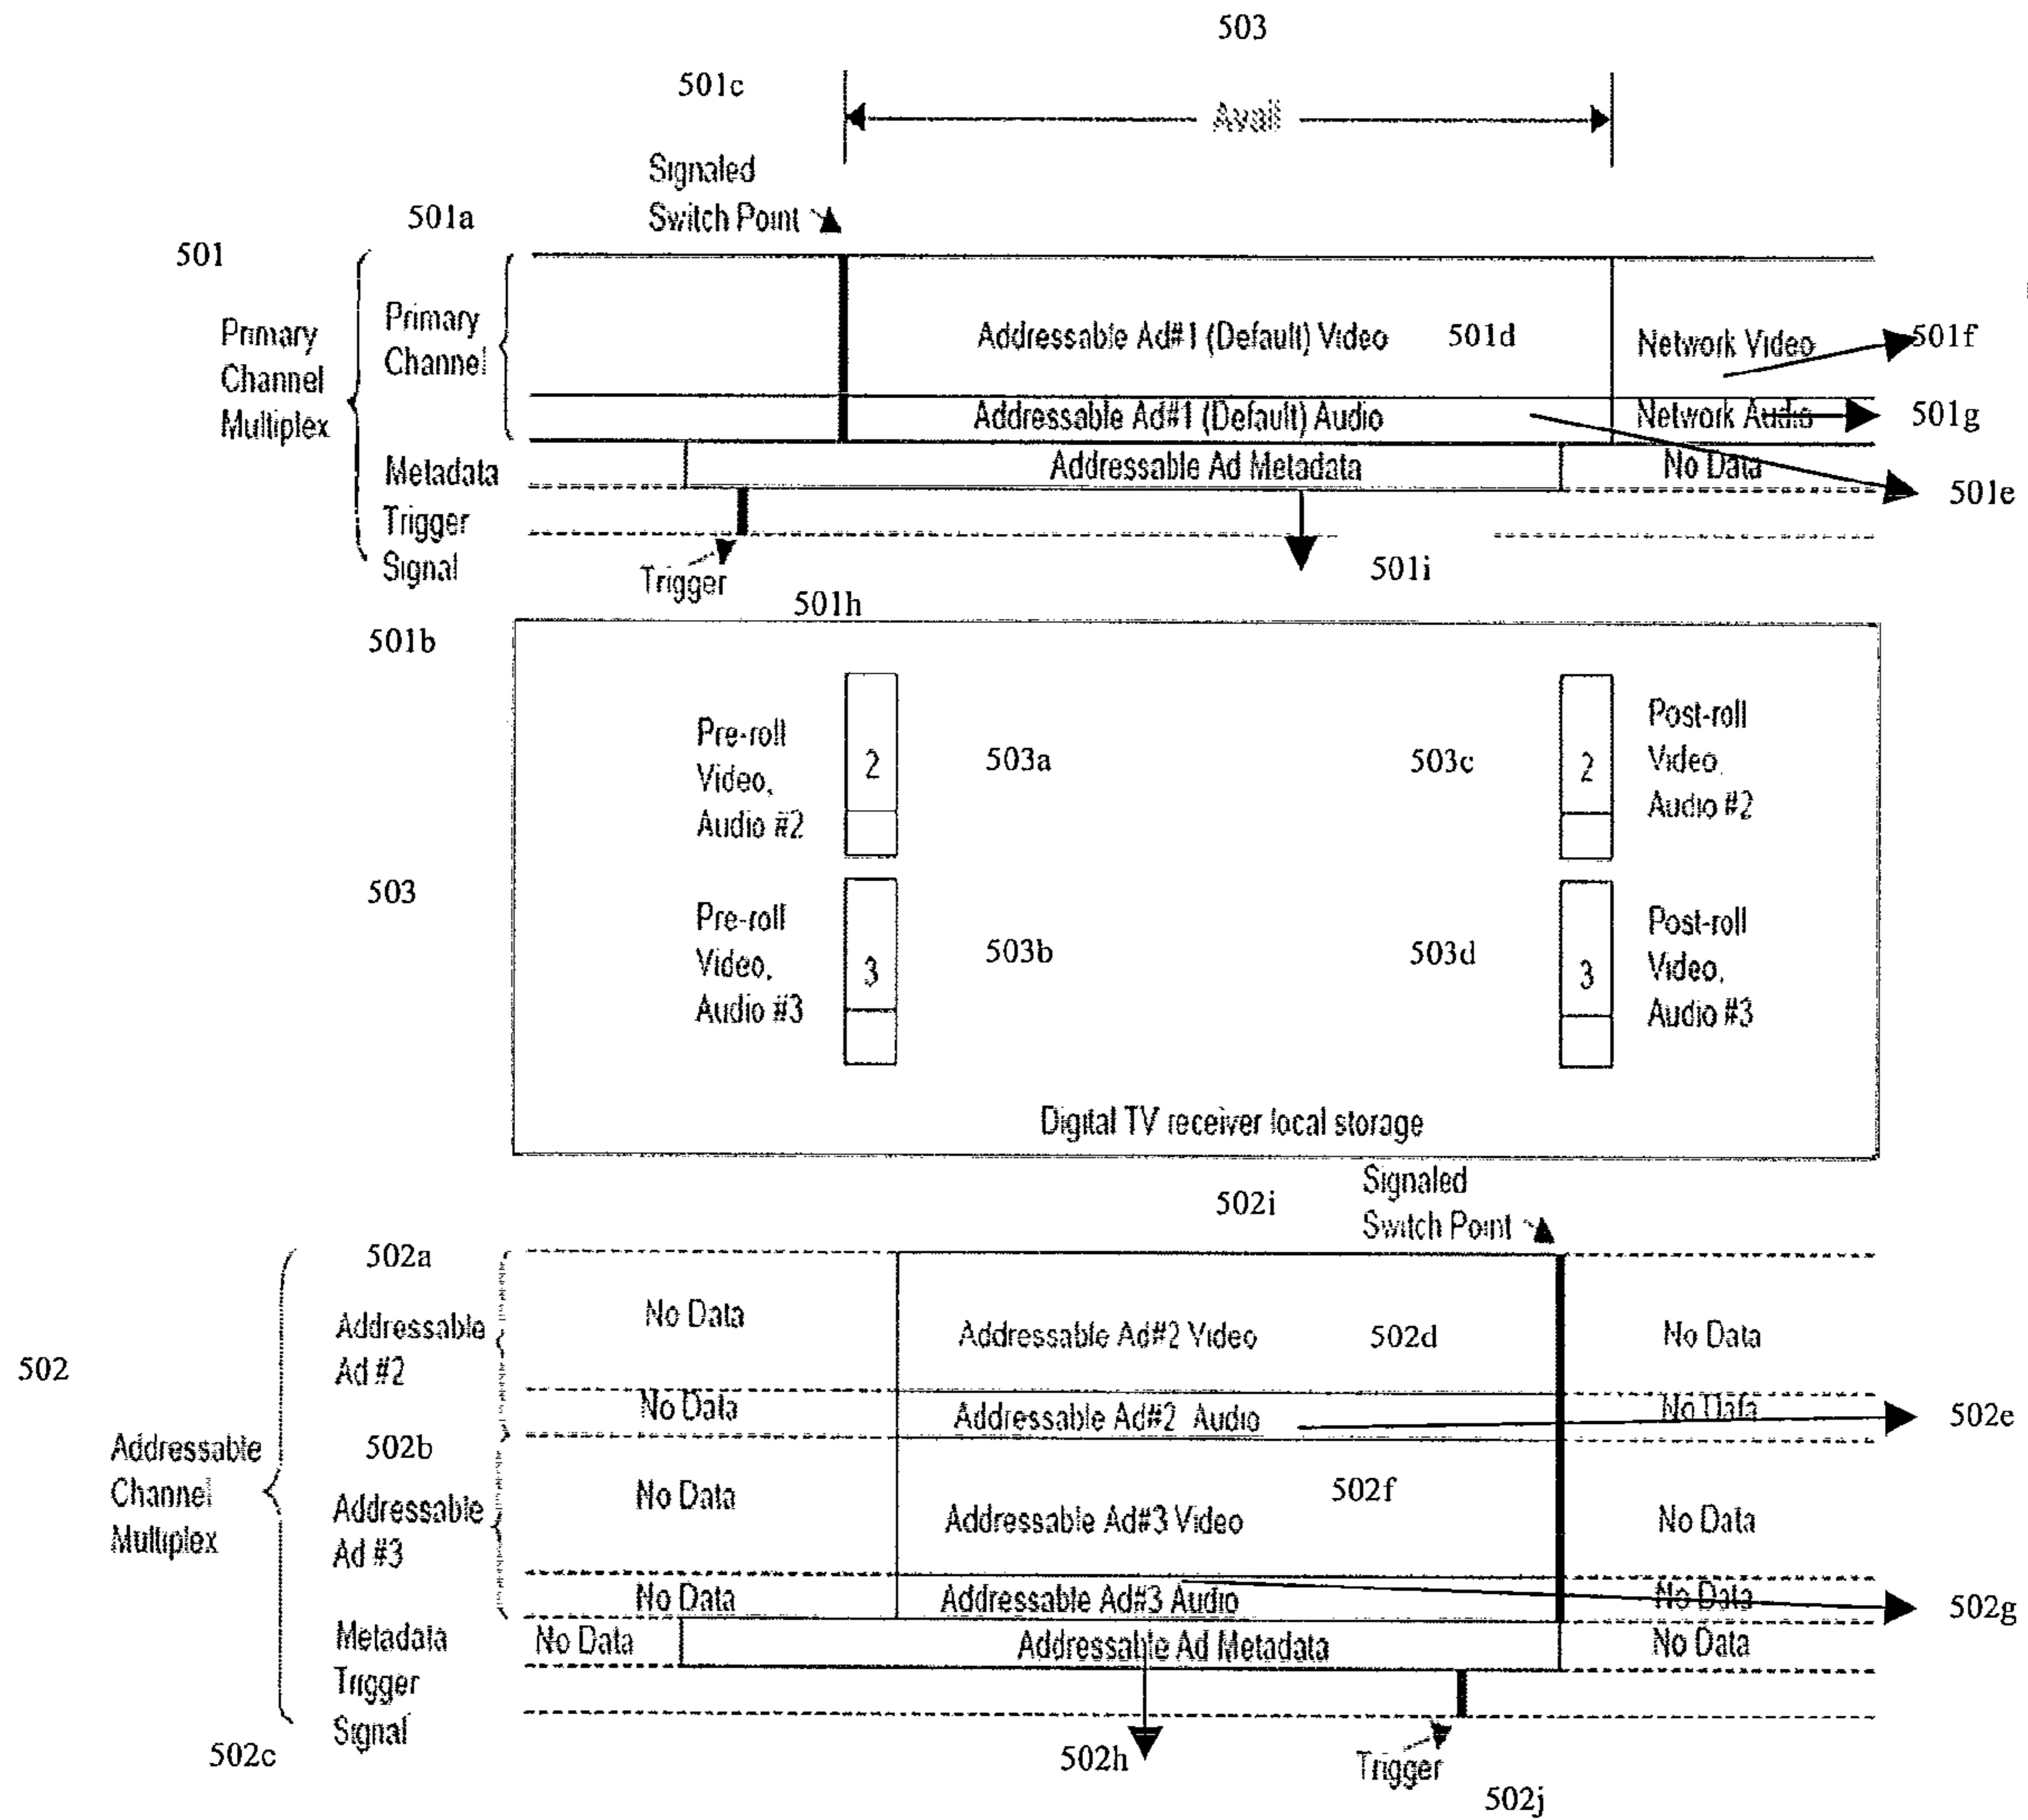 503
501c
Avail
Signaled
Switch Point
501a
501
Primary
Channel
Multiplex
Primary
Channel
Addressable Ad#1 (Default) Video
501d
Network Video
501f
Addressable Ad#1 (Default) Audio
Network Audio
501g
Metadada
Addressable Ad Metadada
No Data
501e
Trigger
Signal
Trigger
501h
501i
501b
Pre-roll
Video,
Audio #2
2
503a
503c
2
Post-roll
Video,
Audio #2
503
Pre-roll
Video,
Audio #3
3
503b
503d
3
Post-roll
Video,
Audio #3
Digital TV receiver local storage
502i
Signaled
Switch Point
502a
502
Addressable
Channel
Multiplex
Addressable
Ad #2
No Data
Addressable Ad#2 Video
502d
No Data
No Data
Addressable Ad#2 Audio
No Data
502e
502b
Addressable
Ad #3
No Data
Addressable Ad#3 Video
502f
No Data
No Data
Addressable Ad#3 Audio
No Data
502g
Metadada
No Data
Addressable Ad Metadada
No Data
Trigger
Signal
502c
502h
Trigger
502j